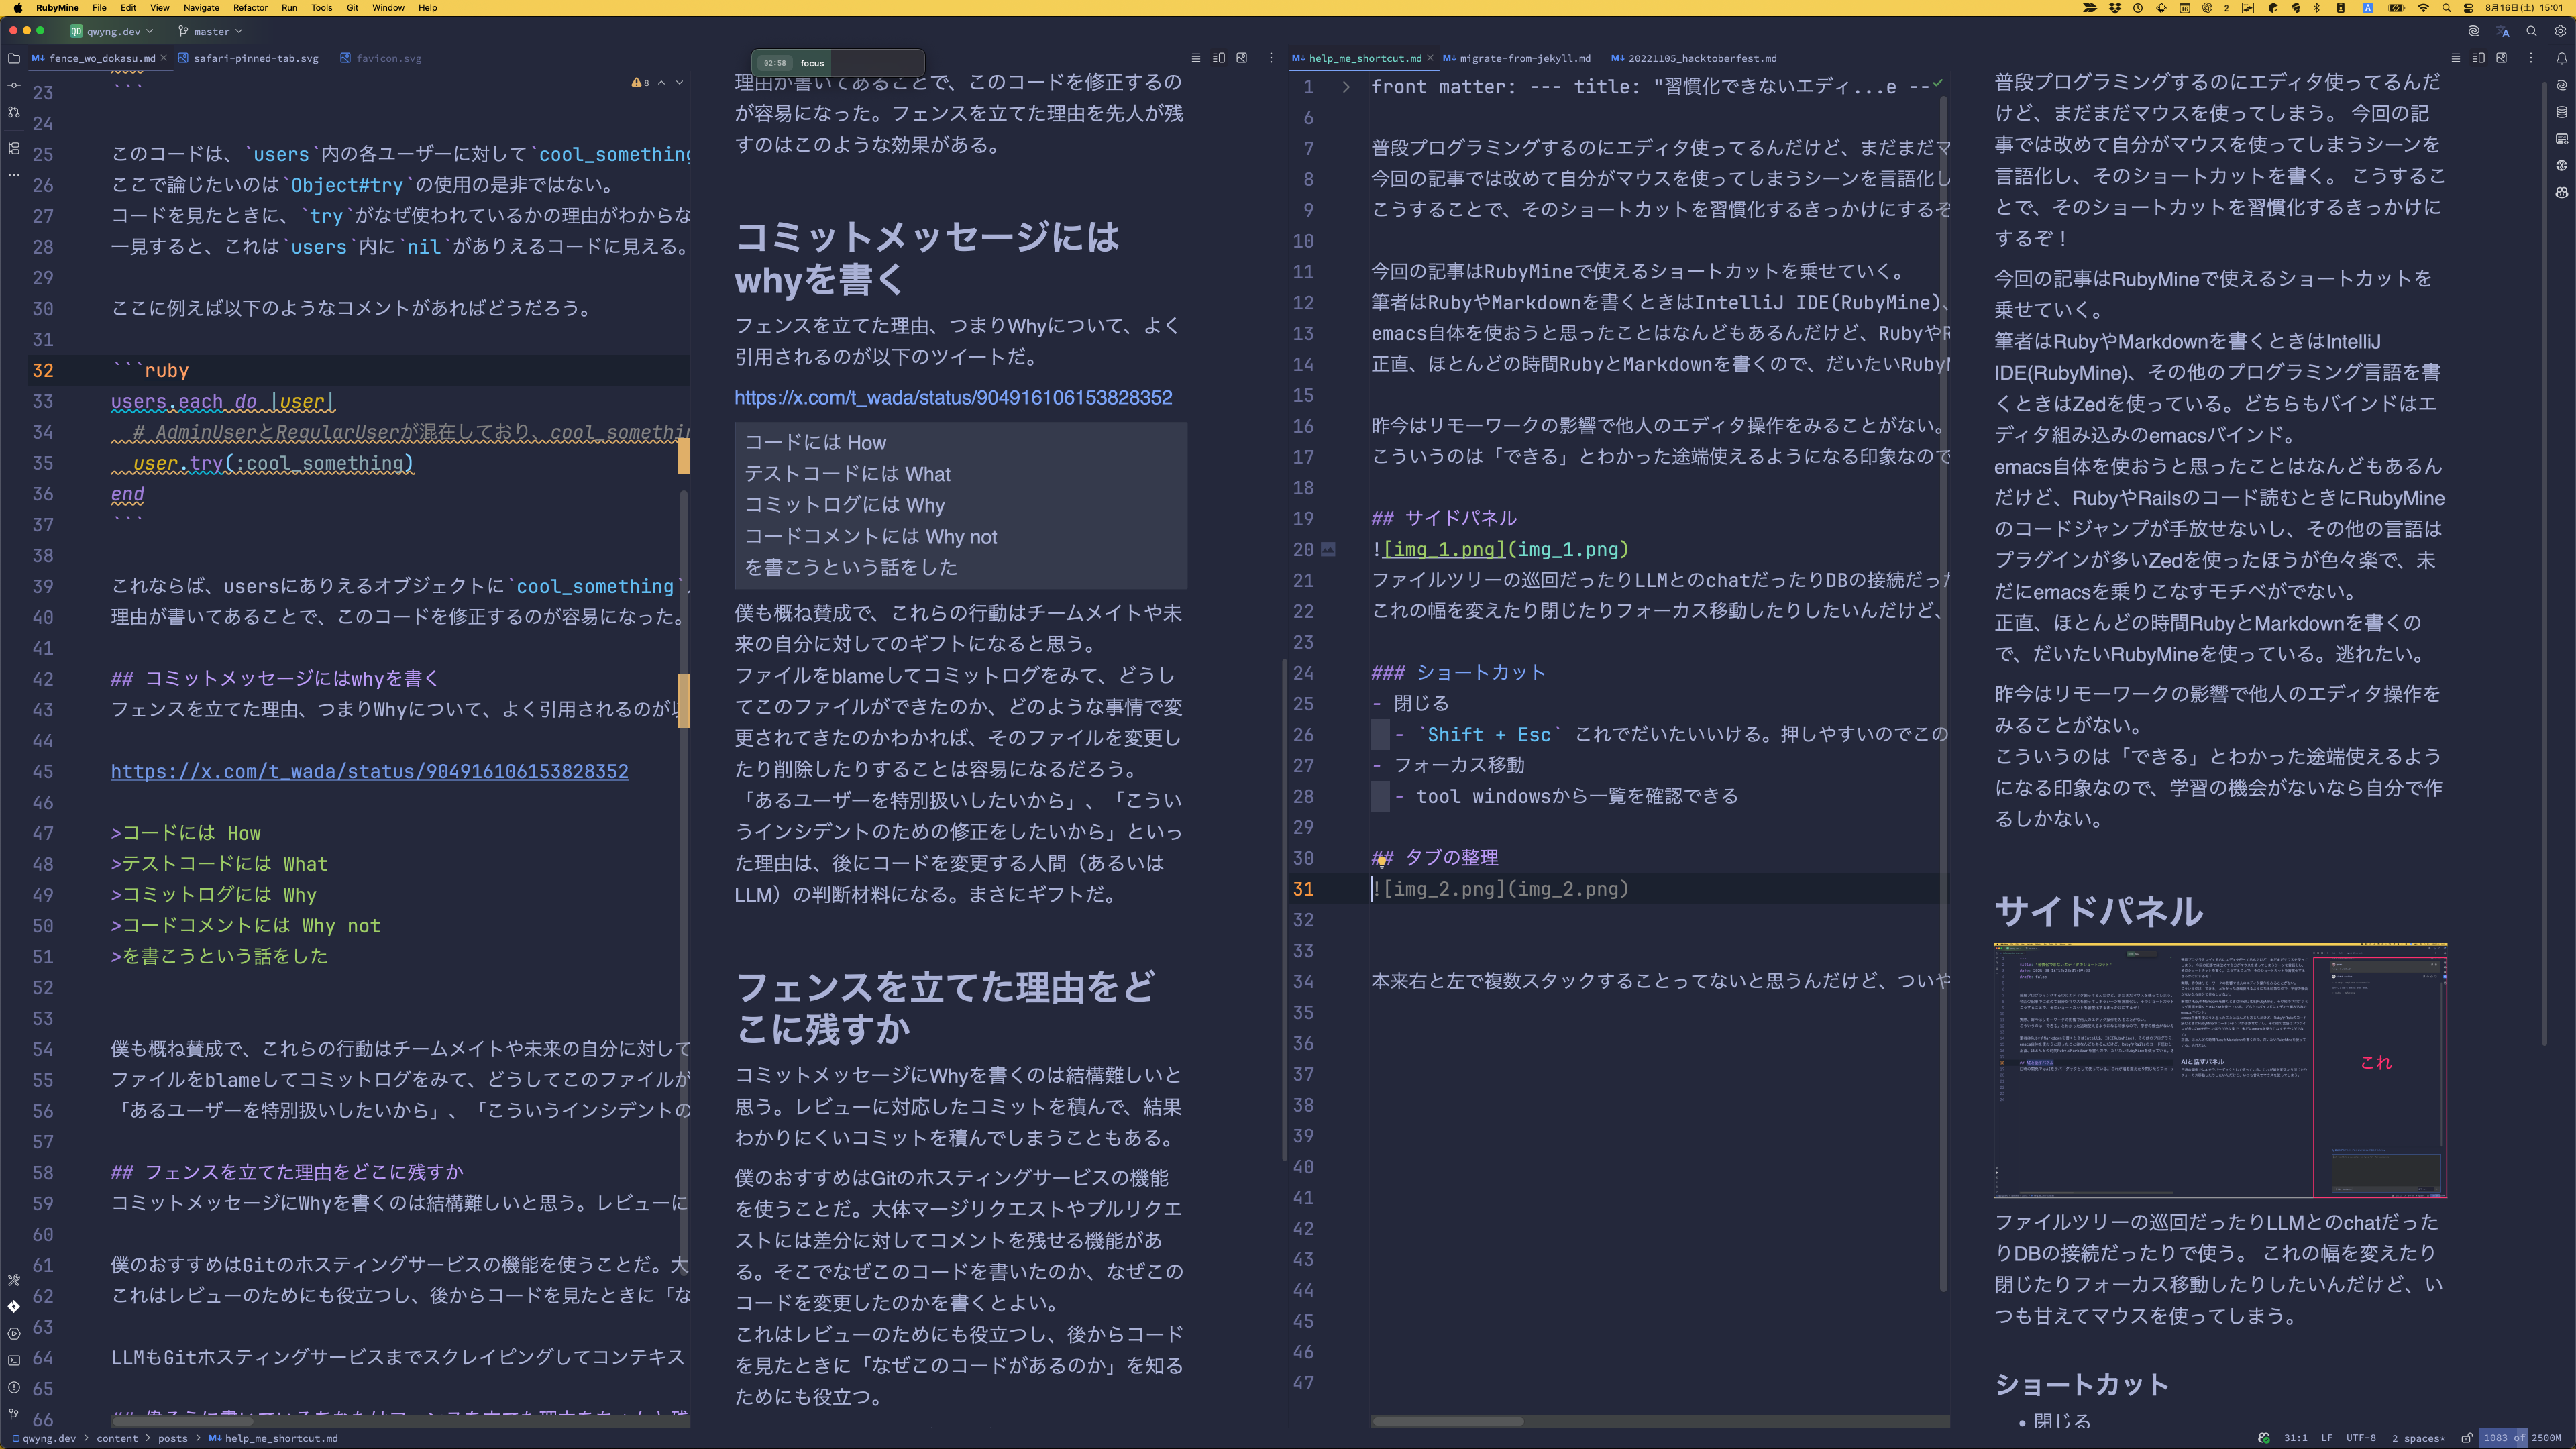 RubyMine File Edit View Navigate Refactor Run Tools Git Window Help
2 A 8月16日(土) 15:01
QD qwyng.dev master
fence_wo_dokasu.md safari-pinned-tab.svg favicon.svg
02:58 focus
help_me_shortcut.md migrate-from-jekyll.md 20221105_hacktoberfest.md
8
23 ```
24
25 このコードは、`users`内の各ユーザーに対して`cool_something
26 ここで論じたいのは`Object#try`の使用の是非ではない。
27 コードを見たときに、`try`がなぜ使われているかの理由がわからな
28 一見すると、これは`users`内に`nil`がありえるコードに見える。
29
30 ここに例えば以下のようなコメントがあればどうだろう。
31
32 ```ruby
33 users.each do |user|
34 # AdminUserとRegularUserが混在しており、cool_somethin
35 user.try(:cool_something)
36 end
37 ```
38
39 これならば、usersにありえるオブジェクトに`cool_something`
40 理由が書いてあることで、このコードを修正するのが容易になった。
41
42 ## コミットメッセージにはwhyを書く
43 フェンスを立てた理由、つまりWhyについて、よく引用されるのが以
44
45 https://x.com/t_wada/status/904916106153828352
46
47 >コードには How
48 >テストコードには What
49 >コミットログには Why
50 >コードコメントには Why not
51 >を書こうという話をした
52
53
54 僕も概ね賛成で、これらの行動はチームメイトや未来の自分に対して
55 ファイルをblameしてコミットログをみて、どうしてこのファイルが
56 「あるユーザーを特別扱いしたいから」、「こういうインシデントの
57
58 ## フェンスを立てた理由をどこに残すか
59 コミットメッセージにWhyを書くのは結構難しいと思う。レビューに
60
61 僕のおすすめはGitのホスティングサービスの機能を使うことだ。大
62 これはレビューのためにも役立つし、後からコードを見たときに「な
63
64 LLMもGitホスティングサービスまでスクレイピングしてコンテキス
65
66
理由が書いてあることで、このコードを修正するの
が容易になった。フェンスを立てた理由を先人が残
すのはこのような効果がある。
コミットメッセージには
whyを書く
フェンスを立てた理由、つまりWhyについて、よく
引用されるのが以下のツイートだ。
https://x.com/t_wada/status/904916106153828352
コードには How
テストコードには What
コミットログには Why
コードコメントには Why not
を書こうという話をした
僕も概ね賛成で、これらの行動はチームメイトや未
来の自分に対してのギフトになると思う。
ファイルをblameしてコミットログをみて、どうし
てこのファイルができたのか、どのような事情で変
更されてきたのかわかれば、そのファイルを変更し
たり削除したりすることは容易になるだろう。
「あるユーザーを特別扱いしたいから」、「こうい
うインシデントのための修正をしたいから」といっ
た理由は、後にコードを変更する人間（あるいは
LLM）の判断材料になる。まさにギフトだ。
フェンスを立てた理由をど
こに残すか
コミットメッセージにWhyを書くのは結構難しいと
思う。レビューに対応したコミットを積んで、結果
わかりにくいコミットを積んでしまうこともある。
僕のおすすめはGitのホスティングサービスの機能
を使うことだ。大体マージリクエストやプルリクエ
ストには差分に対してコメントを残せる機能があ
る。そこでなぜこのコードを書いたのか、なぜこの
コードを変更したのかを書くとよい。
これはレビューのためにも役立つし、後からコード
を見たときに「なぜこのコードがあるのか」を知る
ためにも役立つ。
1 front matter: --- title: "習慣化できないエディ...e --
6
7 普段プログラミングするのにエディタ使ってるんだけど、まだまだマ
8 今回の記事では改めて自分がマウスを使ってしまうシーンを言語化し
9 こうすることで、そのショートカットを習慣化するきっかけにするぞ
10
11 今回の記事はRubyMineで使えるショートカットを乗せていく。
12 筆者はRubyやMarkdownを書くときはIntelliJ IDE(RubyMine)、
13 emacs自体を使おうと思ったことはなんどもあるんだけど、RubyやR
14 正直、ほとんどの時間RubyとMarkdownを書くので、だいたいRubyM
15
16 昨今はリモーワークの影響で他人のエディタ操作をみることがない。
17 こういうのは「できる」とわかった途端使えるようになる印象なので
18
19 ## サイドパネル
20 ![img_1.png](img_1.png)
21 ファイルツリーの巡回だったりLLMとのchatだったりDBの接続だった
22 これの幅を変えたり閉じたりフォーカス移動したりしたいんだけど、
23
24 ### ショートカット
25 - 閉じる
26 - `Shift + Esc` これでだいたいいける。押しやすいのでこの
27 - フォーカス移動
28 - tool windowsから一覧を確認できる
29
30 ## タブの整理
31 ![img_2.png](img_2.png)
32
33
34 本来右と左で複数スタックすることってないと思うんだけど、ついや
35
36
37
38
39
40
41
42
43
44
45
46
47
普段プログラミングするのにエディタ使ってるんだ
けど、まだまだマウスを使ってしまう。 今回の記
事では改めて自分がマウスを使ってしまうシーンを
言語化し、そのショートカットを書く。 こうするこ
とで、そのショートカットを習慣化するきっかけに
するぞ！
今回の記事はRubyMineで使えるショートカットを
乗せていく。
筆者はRubyやMarkdownを書くときはIntelliJ
IDE(RubyMine)、その他のプログラミング言語を書
くときはZedを使っている。どちらもバインドはエ
ディタ組み込みのemacsバインド。
emacs自体を使おうと思ったことはなんどもあるん
だけど、RubyやRailsのコード読むときにRubyMine
のコードジャンプが手放せないし、その他の言語は
プラグインが多いZedを使ったほうが色々楽で、未
だにemacsを乗りこなすモチベがでない。
正直、ほとんどの時間RubyとMarkdownを書くの
で、だいたいRubyMineを使っている。逃れたい。
昨今はリモーワークの影響で他人のエディタ操作を
みることがない。
こういうのは「できる」とわかった途端使えるよう
になる印象なので、学習の機会がないなら自分で作
るしかない。
サイドパネル
AIと話すパネル
これ
ファイルツリーの巡回だったりLLMとのchatだった
りDBの接続だったりで使う。 これの幅を変えたり
閉じたりフォーカス移動したりしたいんだけど、い
つも甘えてマウスを使ってしまう。
ショートカット
• 閉じる
qwyng.dev > content > posts > help_me_shortcut.md
31:1 LF UTF-8 2 spaces* 1083 of 2500M